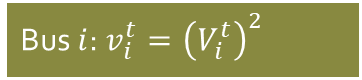 Bus i: v_i^t = (V_i^t)^2